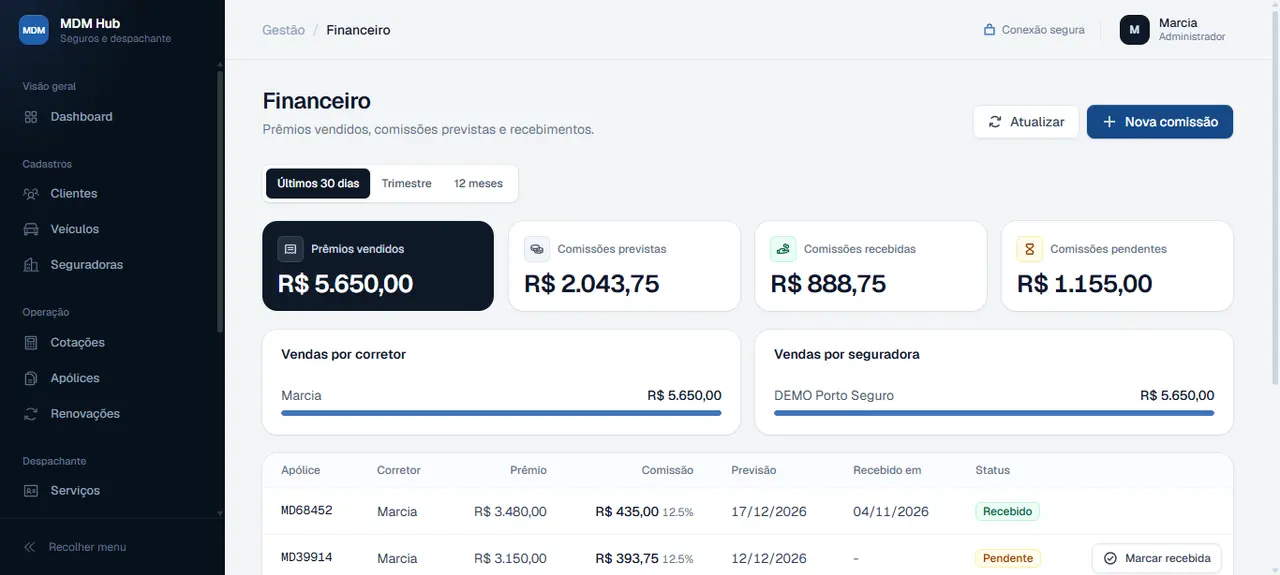 MDM
MDM Hub
Seguros e despachante
Visão geral
Dashboard
Cadastros
Clientes
Veículos
Seguradoras
Operação
Cotações
Apólices
Renovações
Despachante
Serviços
Recolher menu
Gestão / Financeiro
Conexão segura
M
Marcia
Administrador
Financeiro
Prêmios vendidos, comissões previstas e recebimentos.
Atualizar
Nova comissão
Últimos 30 dias Trimestre 12 meses
Prêmios vendidos
R$ 5.650,00
Comissões previstas
R$ 2.043,75
Comissões recebidas
R$ 888,75
Comissões pendentes
R$ 1.155,00
Vendas por corretor
Marcia R$ 5.650,00
Vendas por seguradora
DEMO Porto Seguro R$ 5.650,00
Apólice Corretor Prêmio Comissão Previsão Recebido em Status
MD68452 Marcia R$ 3.480,00 R$ 435,00 12.5% 17/12/2026 04/11/2026 Recebido
MD39914 Marcia R$ 3.150,00 R$ 393,75 12.5% 12/12/2026 - Pendente Marcar recebida